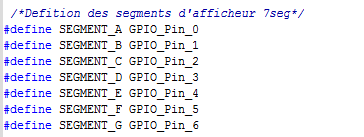 /*Defition des segments d'afficheur 7seg*/
#define SEGMENT_A GPIO_Pin_0
#define SEGMENT_B GPIO_Pin_1
#define SEGMENT_C GPIO_Pin_2
#define SEGMENT_D GPIO_Pin_3
#define SEGMENT_E GPIO_Pin_4
#define SEGMENT_F GPIO_Pin_5
#define SEGMENT_G GPIO_Pin_6